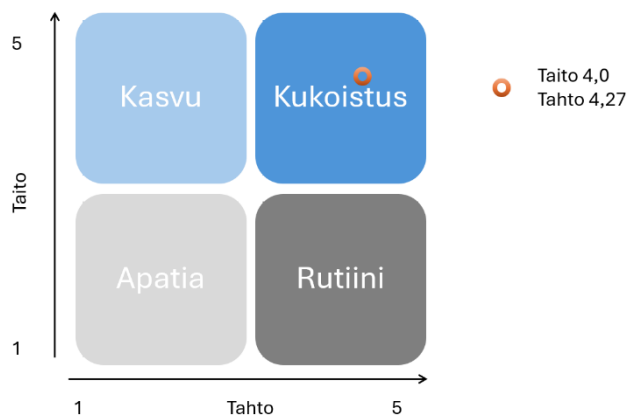 5
Kasvu
Kukoistus
Taito 4,0
Tahto 4,27
Taito
Apatia
Rutiini
1
1
Tahto
5